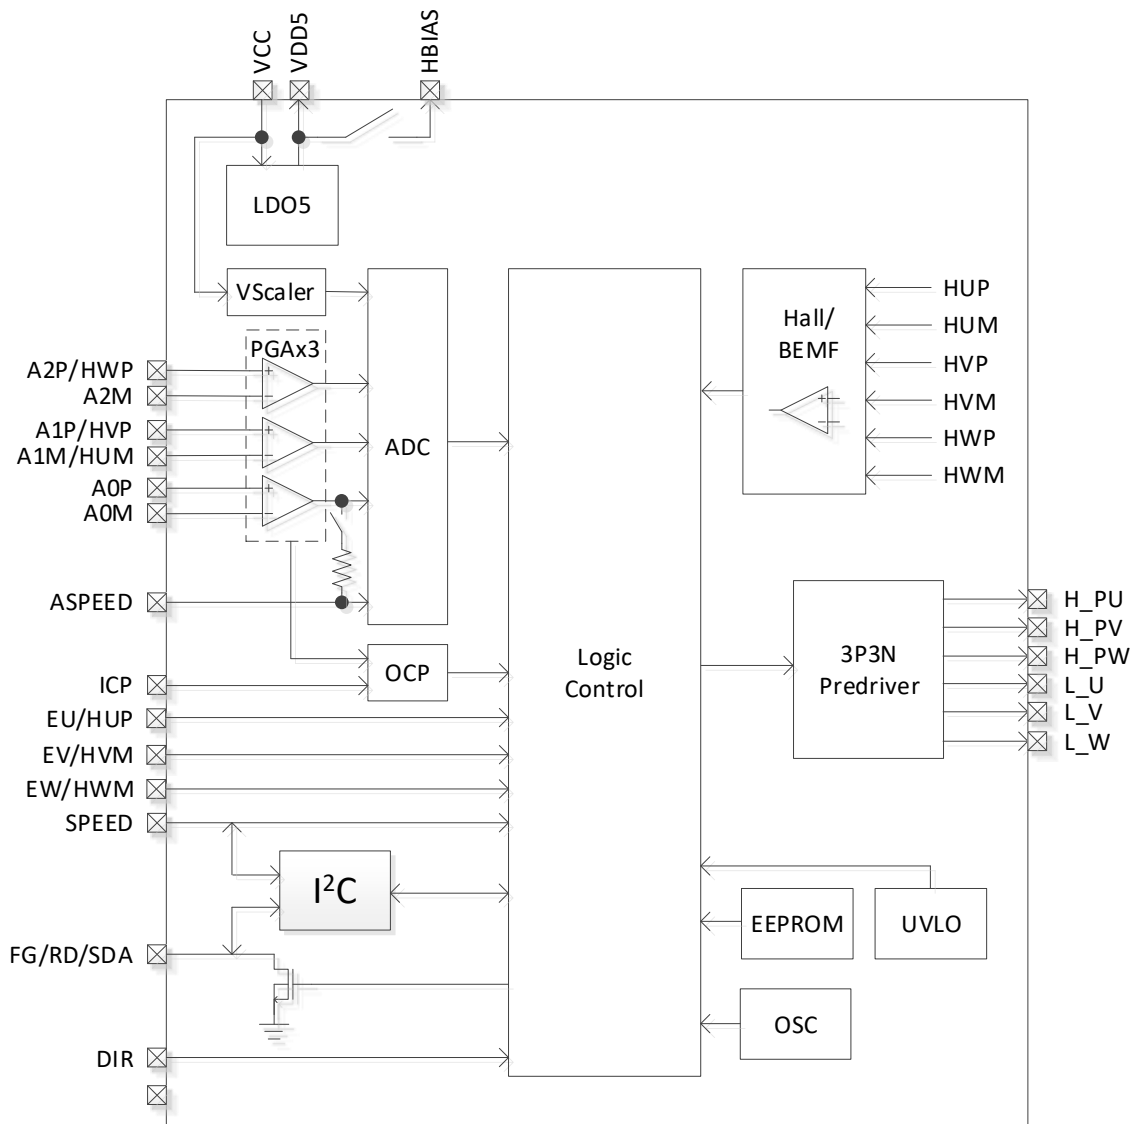 VCC
VDD5
HBIAS
LDO5
VScaler
PGAx3
A2P/HWP
A2M
A1P/HVP
A1M/HUM
A0P
A0M
ASPEED
ICP
EU/HUP
EV/HVM
EW/HWM
SPEED
FG/RD/SDA
DIR
+
−
+
−
+
−
ADC
OCP
I²C
Logic
Control
Hall/
BEMF
+
−
HUP
HUM
HVP
HVM
HWP
HWM
3P3N
Predriver
H_PU
H_PV
H_PW
L_U
L_V
L_W
EEPROM
UVLO
OSC